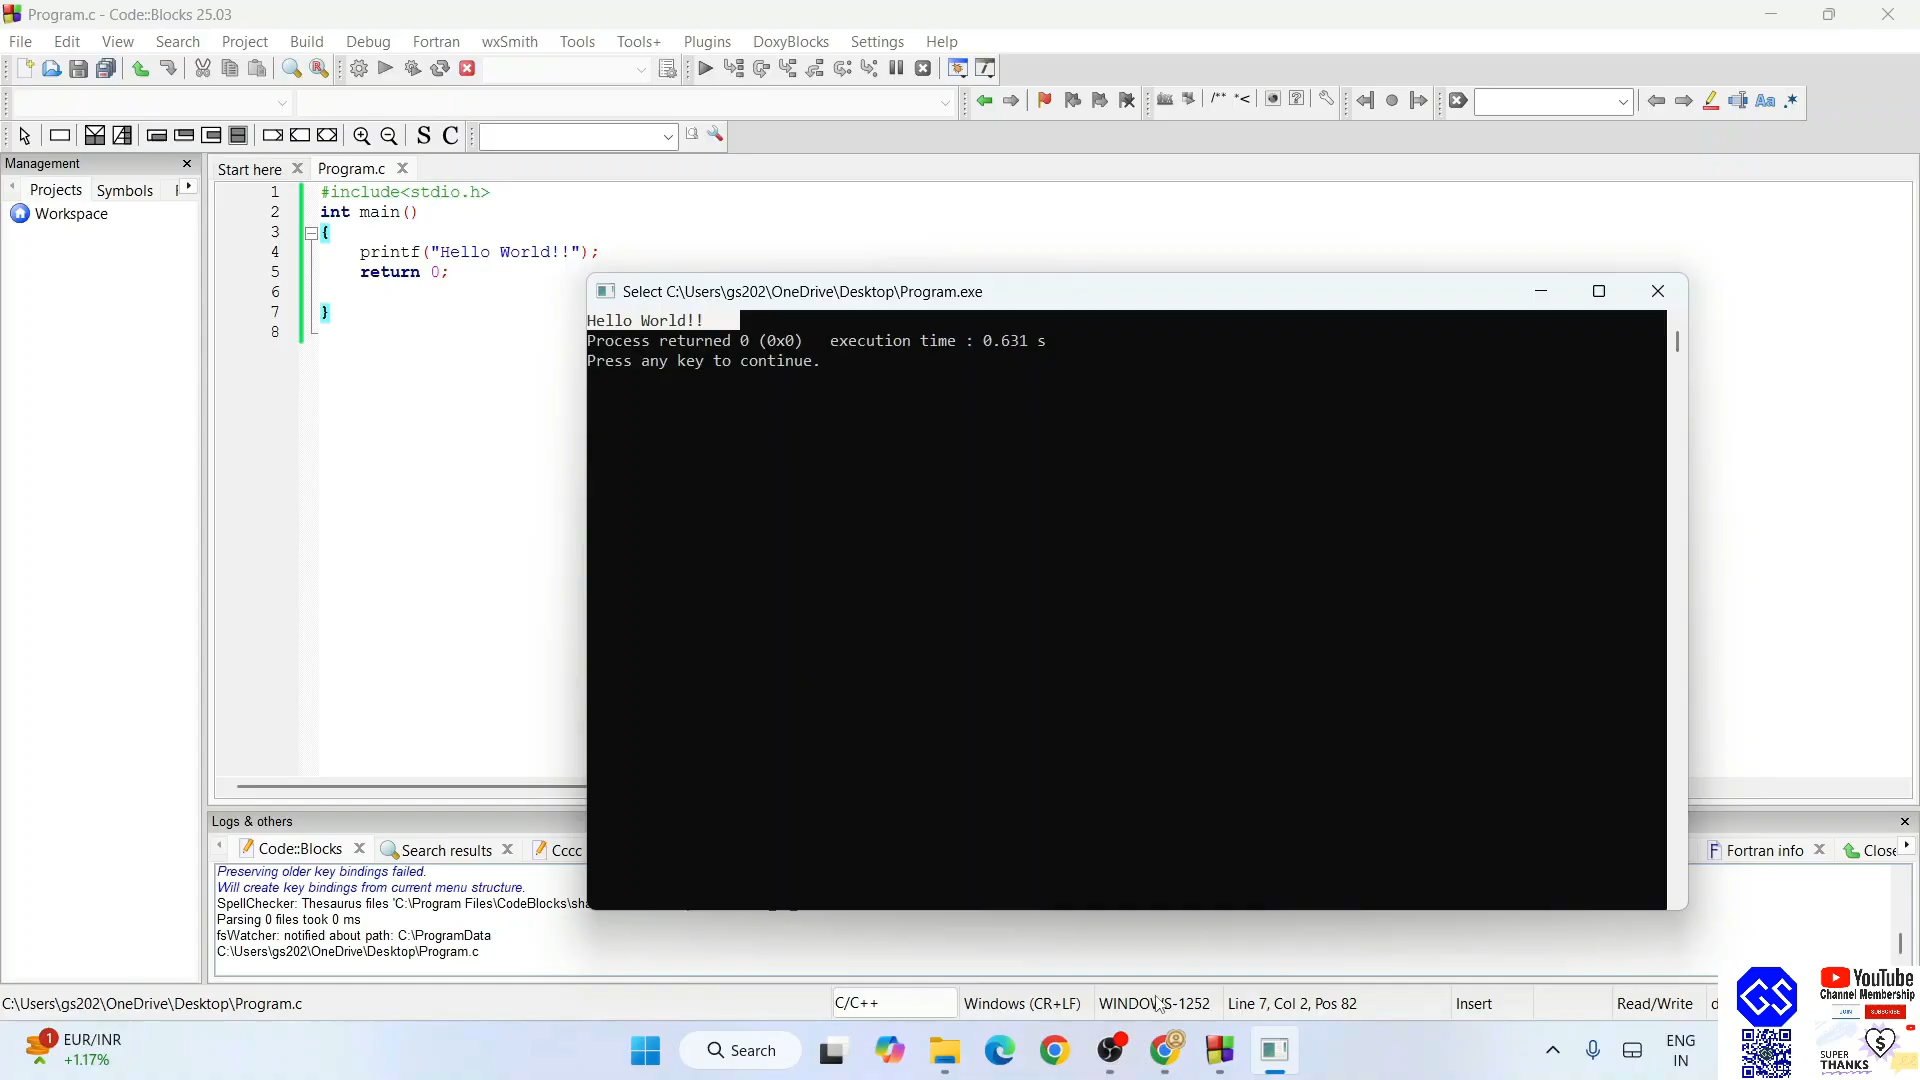 Program.c - Code::Blocks 25.03
File Edit View Search Project Build Debug Fortran wxSmith Tools Tools+ Plugins DoxyBlocks Settings Help
/** *<
Aa .*
S C
Management
Projects Symbols
Workspace
Start here Program.c
1 #include<stdio.h>
2 int main()
3 {
4 printf("Hello World!!");
5 return 0;
6
7 }
8
Select C:\Users\gs202\OneDrive\Desktop\Program.exe
Hello World!!
Process returned 0 (0x0)   execution time : 0.631 s
Press any key to continue.
Logs & others
Code::Blocks Search results Cccc Fortran info Close
Preserving older key bindings failed.
Will create key bindings from current menu structure.
SpellChecker: Thesaurus files 'C:\Program Files\CodeBlocks\sha
Parsing 0 files took 0 ms
fsWatcher: notified about path: C:\ProgramData
C:\Users\gs202\OneDrive\Desktop\Program.c
C:\Users\gs202\OneDrive\Desktop\Program.c C/C++ Windows (CR+LF) WINDOWS-1252 Line 7, Col 2, Pos 82 Insert Read/Write d
GS
YouTube
Channel Membership
JOIN SUBSCRIBE
1
EUR/INR
+1.17%
Search
ENG
IN
SUPER
THANKS
$